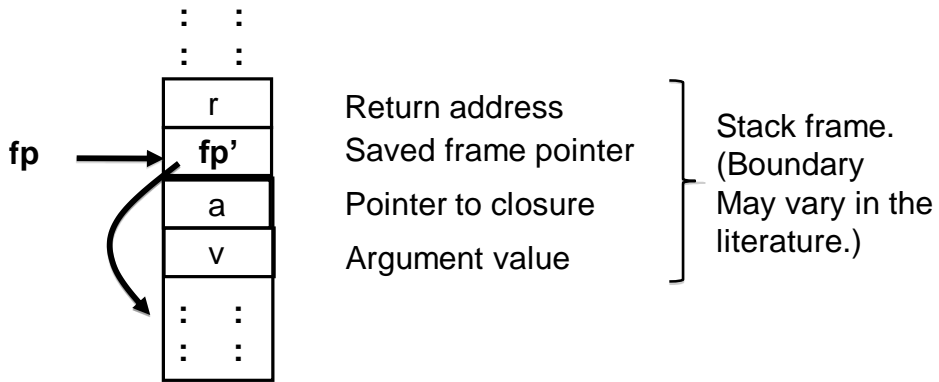 : :
: :
r
Return address
fp
fp’
Saved frame pointer
a
Pointer to closure
v
Argument value
Stack frame.
(Boundary
May vary in the
literature.)
: :
: :